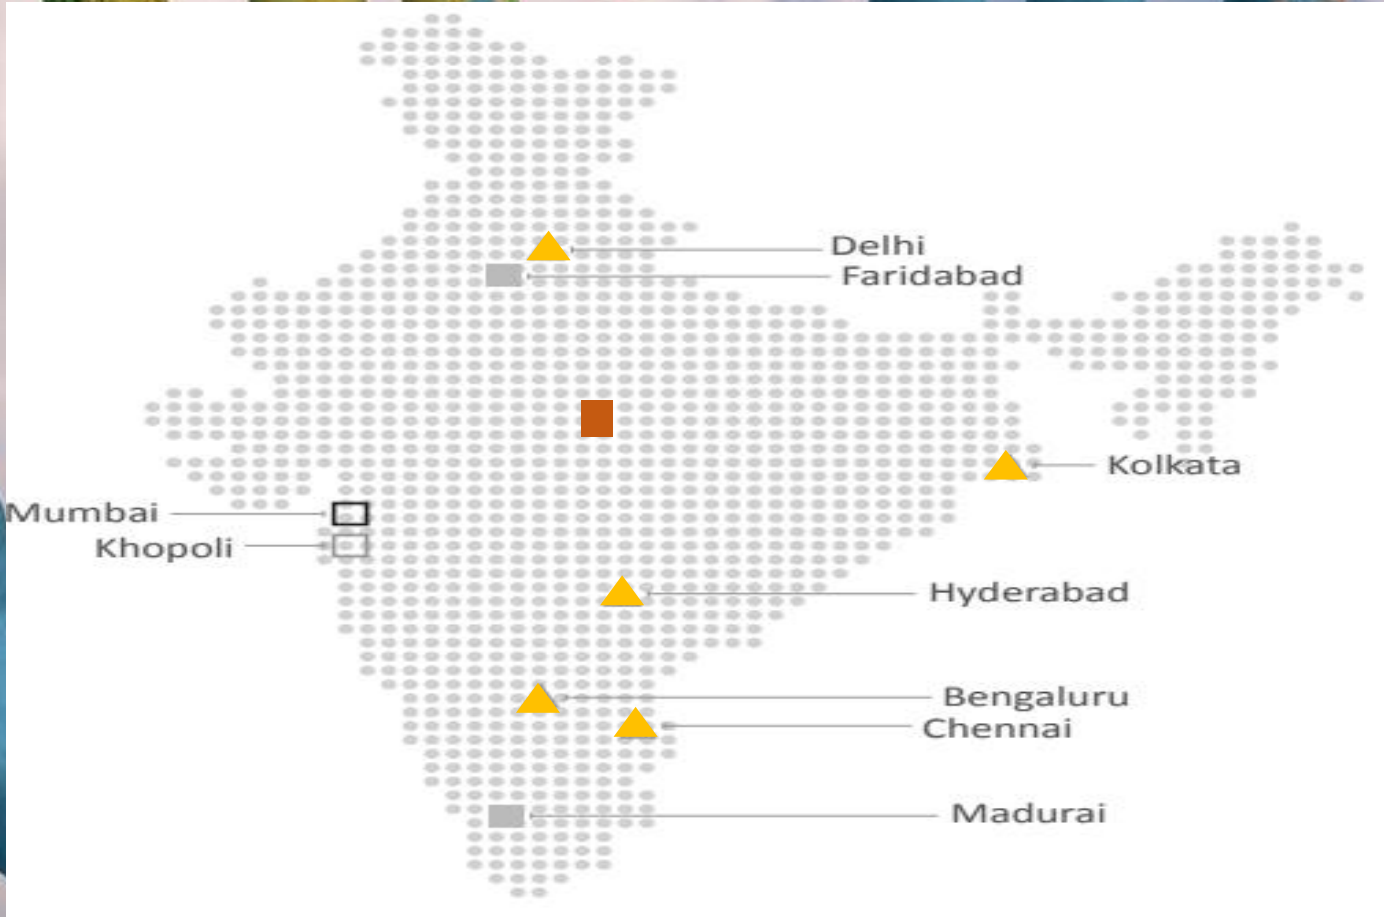 Delhi
Faridabad
Kolkata
Mumbai
Khopoli
Hyderabad
Bengaluru
Chennai
Madurai